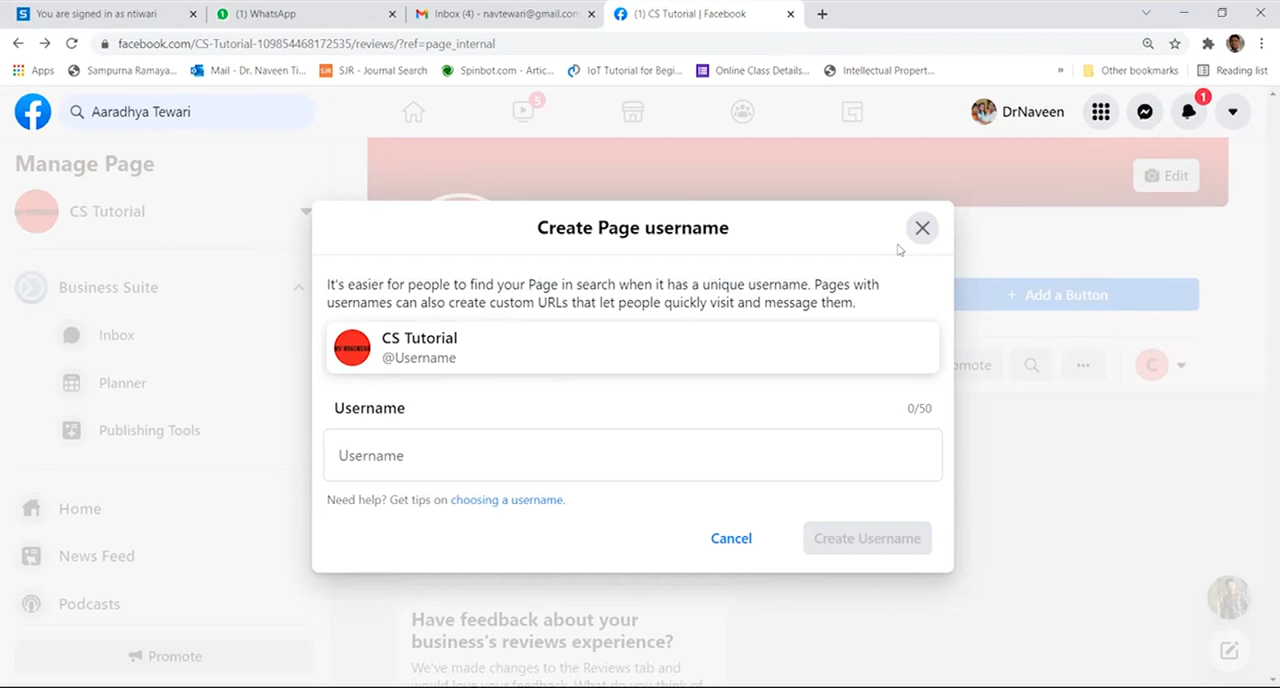 You are signed in as ntiwari
(1) WhatsApp
Inbox (4) - navtewari@gmail.com
(1) CS Tutorial | Facebook
facebook.com/CS-Tutorial-109854468172535/reviews/?ref=page_internal
Apps
Sampurna Ramaya...
Mail - Dr. Naveen Ti...
SJR - Journal Search
Spinbot.com - Artic...
IoT Tutorial for Begi...
Online Class Details...
Intellectual Propert...
»
Other bookmarks
Reading list
Aaradhya Tewari
5
DrNaveen
1
Manage Page
Edit
CS Tutorial
Create Page username
Business Suite
It's easier for people to find your Page in search when it has a unique username. Pages with
usernames can also create custom URLs that let people quickly visit and message them.
+ Add a Button
Inbox
CS Tutorial
@Username
omote
C
Planner
Username
0/50
Publishing Tools
Username
Need help? Get tips on choosing a username.
Home
Cancel
Create Username
News Feed
Podcasts
Have feedback about your
business's reviews experience?
Promote
We've made changes to the Reviews tab and
would love your feedback. What do you think of